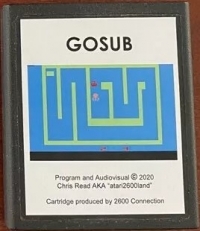 GOSUB
Program and Audiovisual © 2020
Chris Read AKA "atari2600land"
Cartridge produced by 2600 Connection